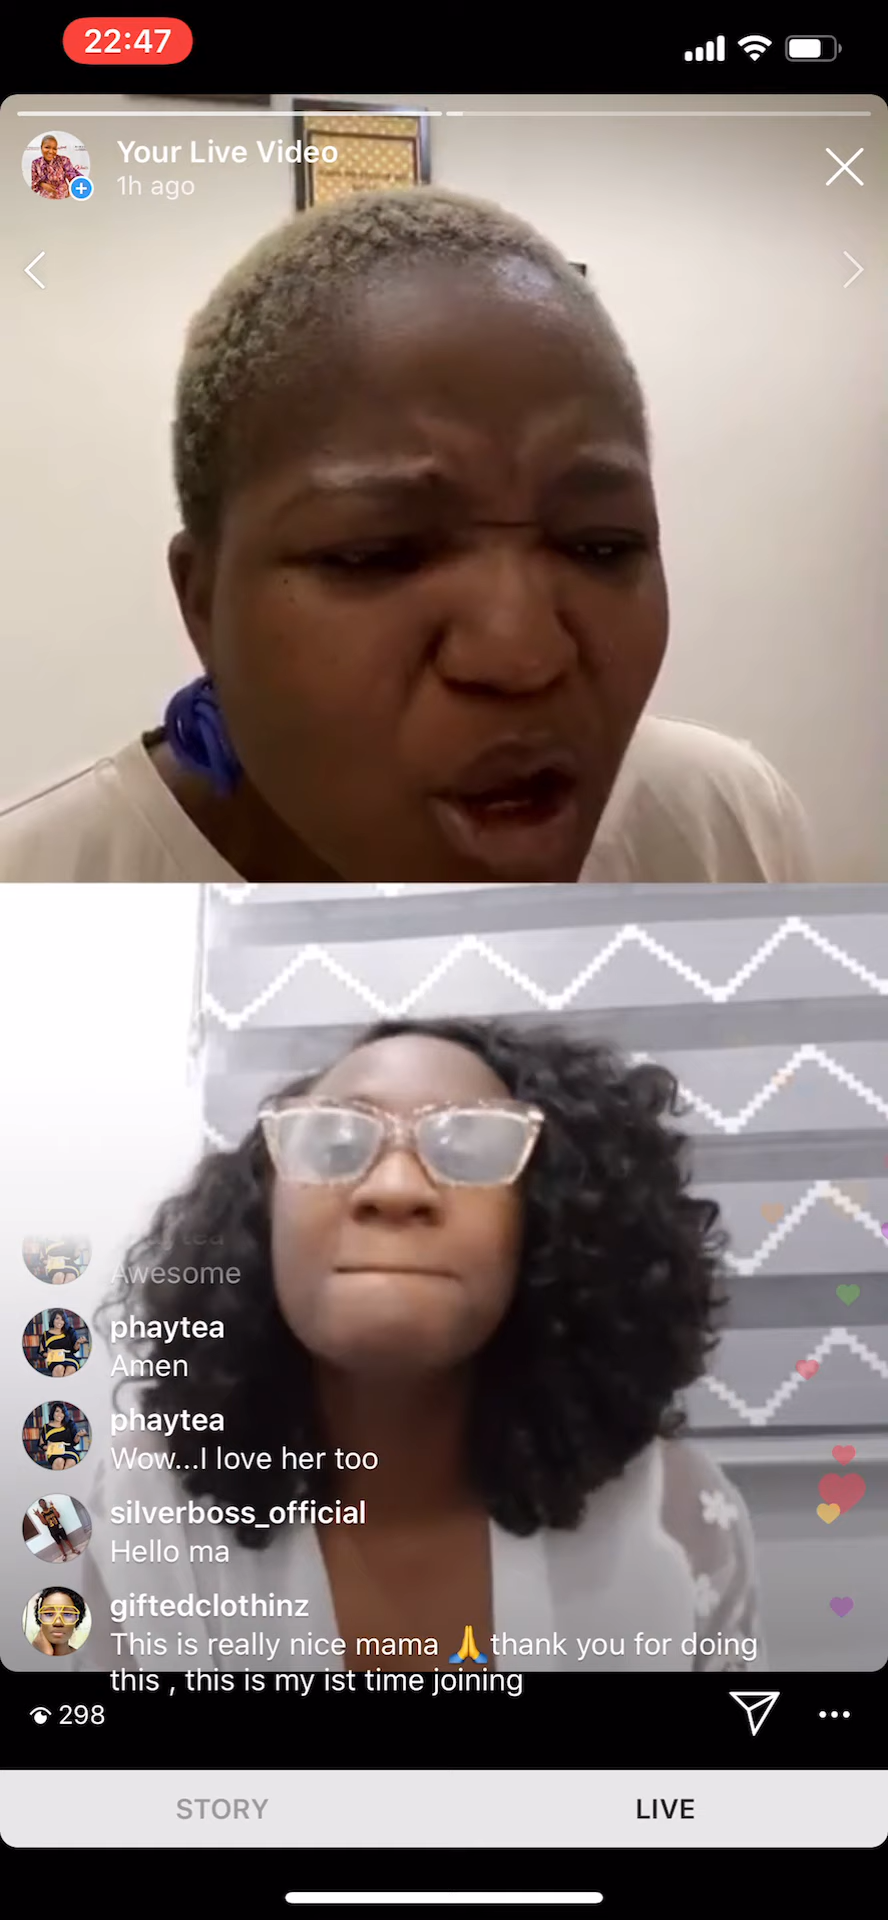 22:47
Your Live Video
1h ago
Awesome
phaytea
Amen
phaytea
Wow...I love her too
silverboss_official
Hello ma
giftedclothinz
This is really nice mama 🙏thank you for doing
this , this is my ist time joining
298
STORY
LIVE